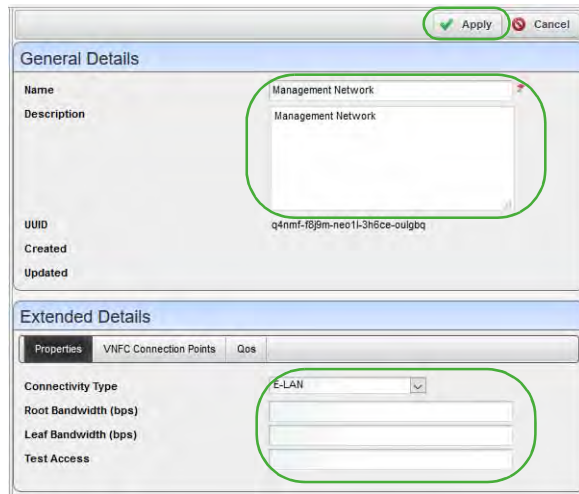 Apply Cancel
General Details
Name Management Network
Description Management Network
UUID q4nmf-f8j9m-neo1l-3h6ce-oulgbq
Created
Updated
Extended Details
Properties VNFC Connection Points Qos
Connectivity Type E-LAN
Root Bandwidth (bps)
Leaf Bandwidth (bps)
Test Access